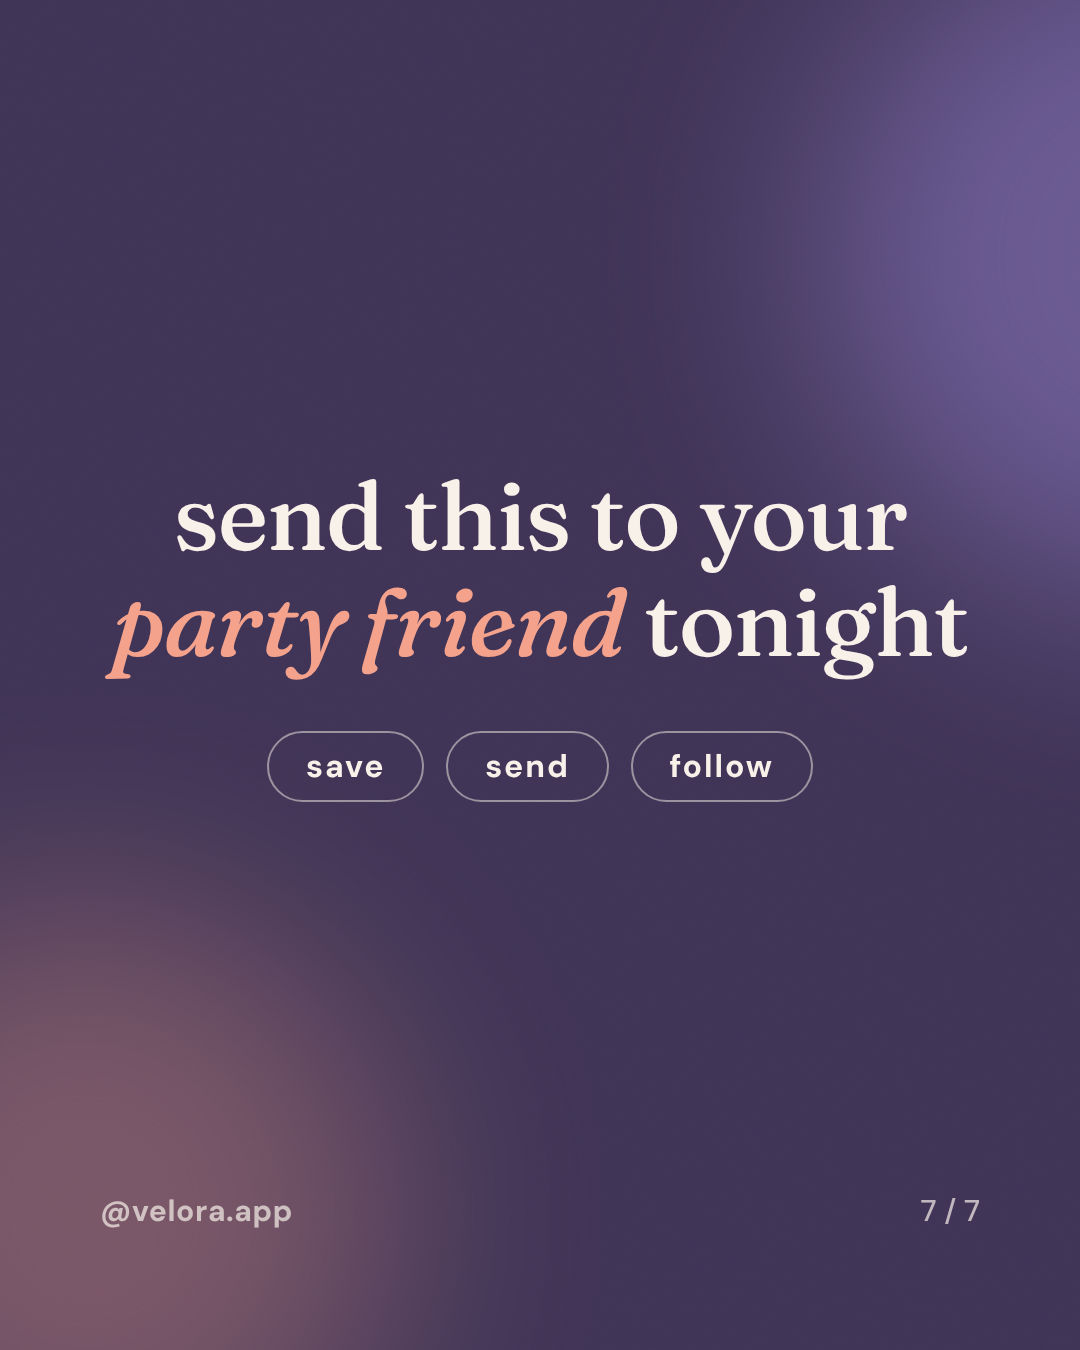 send this to your
party friend tonight
save send follow
@velora.app 7 / 7